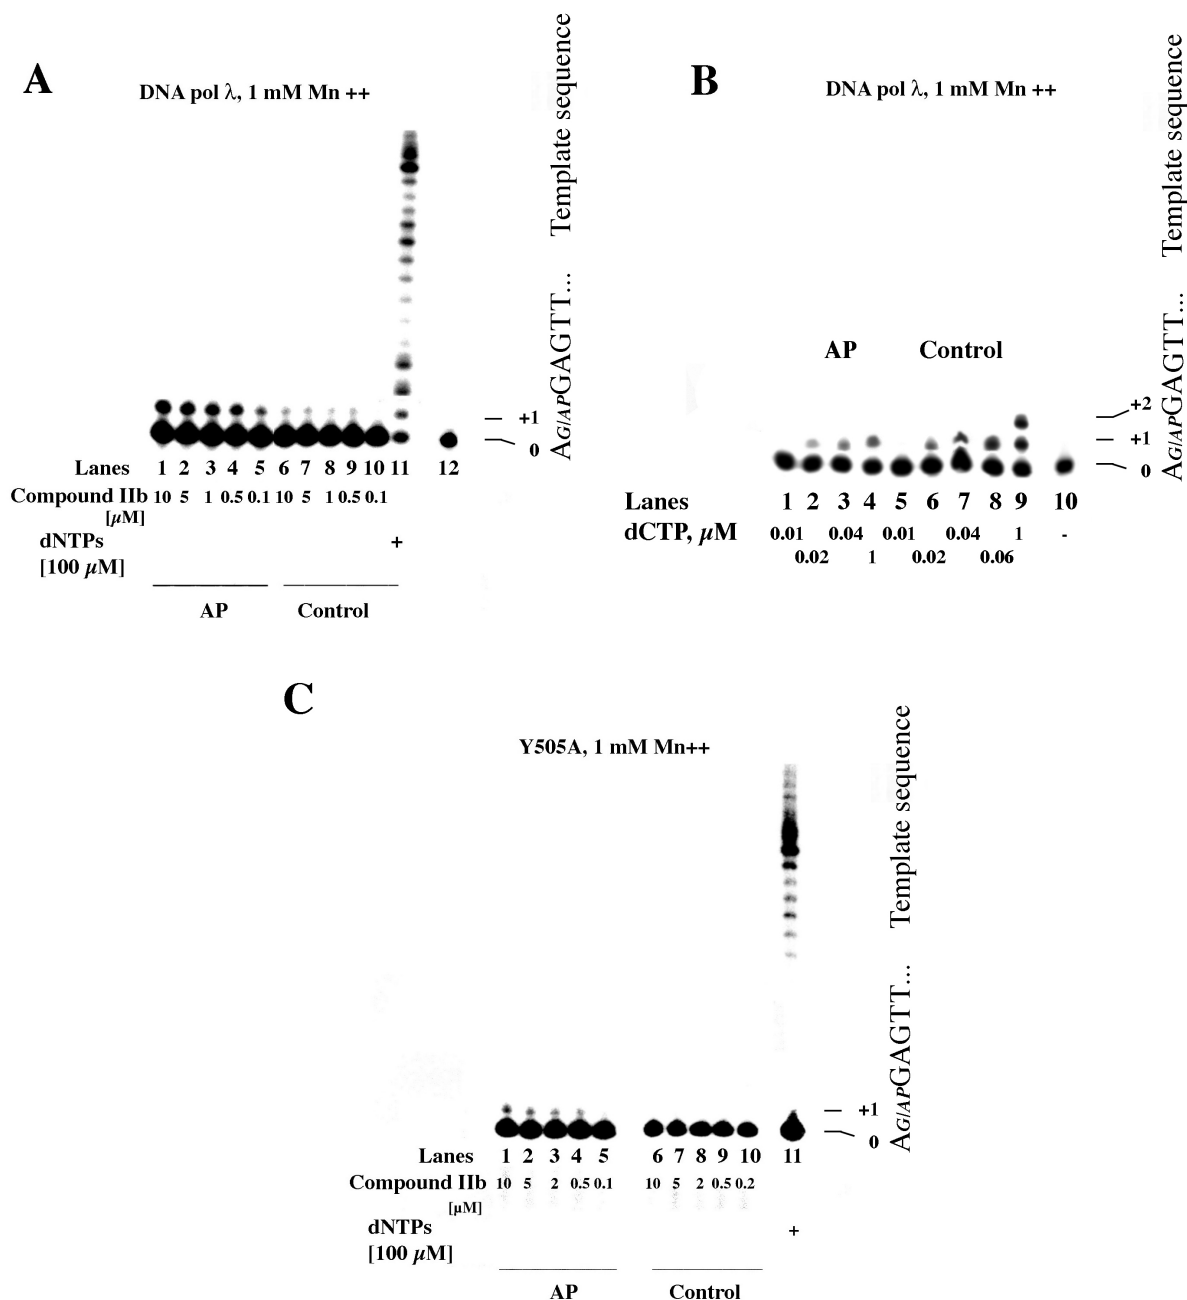 A
DNA pol λ, 1 mM Mn ++
Template sequence
AG/APGAGTT...
+1
0
Lanes 1 2 3 4 5 6 7 8 9 10 11 12
Compound IIb 10 5 1 0.5 0.1 10 5 1 0.5 0.1
[µM]
dNTPs +
[100 µM]
AP Control
B
DNA pol λ, 1 mM Mn ++
Template sequence
AG/APGAGTT...
AP Control
+2
+1
0
Lanes 1 2 3 4 5 6 7 8 9 10
dCTP, µM 0.01 0.04 0.01 0.04 1 -
0.02 1 0.02 0.06
C
Y505A, 1 mM Mn++
Template sequence
AG/APGAGTT...
+1
0
Lanes 1 2 3 4 5 6 7 8 9 10 11
Compound IIb 10 5 2 0.5 0.1 10 5 2 0.5 0.2
[µM]
dNTPs +
[100 µM]
AP Control